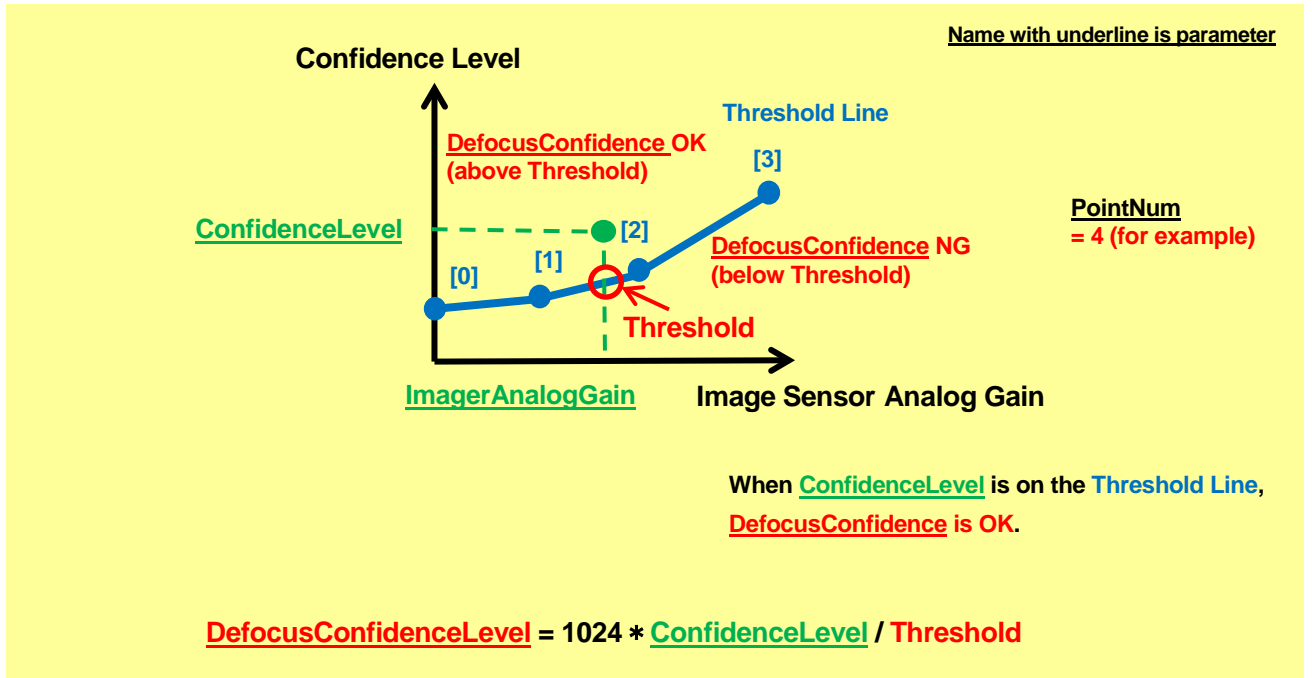 Name with underline is parameter
Confidence Level
Threshold Line
DefocusConfidence OK
(above Threshold)
[3]
PointNum
= 4 (for example)
ConfidenceLevel
[2]
DefocusConfidence NG
(below Threshold)
[1]
[0]
Threshold
ImagerAnalogGain
Image Sensor Analog Gain
When ConfidenceLevel is on the Threshold Line,
DefocusConfidence is OK.
DefocusConfidenceLevel = 1024 * ConfidenceLevel / Threshold